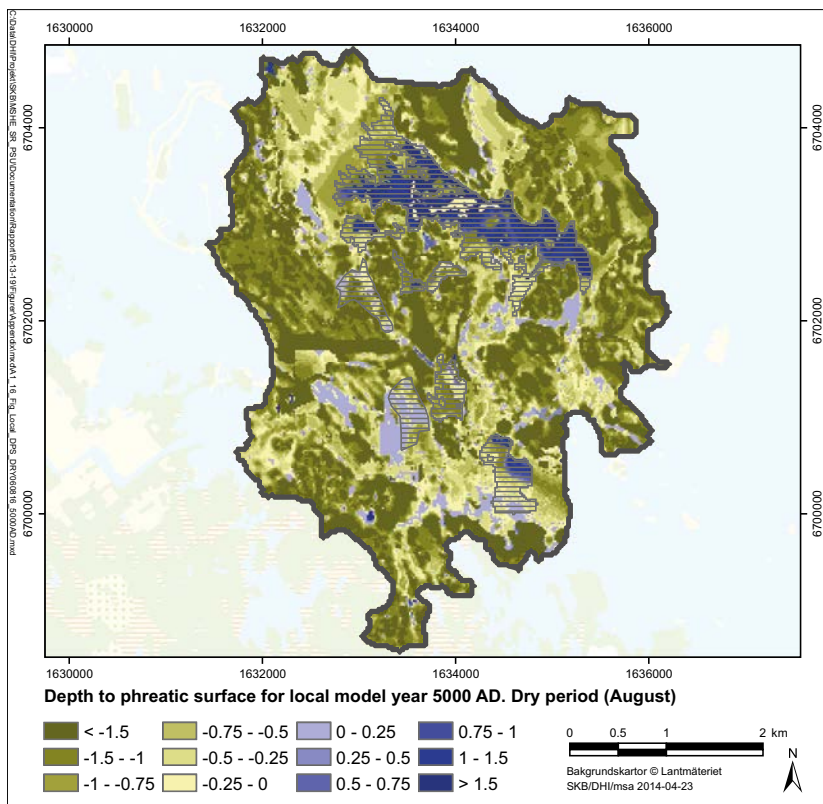 1630000 1632000 1634000 1636000
6704000 6704000
6702000 6702000
6700000 6700000
1630000 1632000 1634000 1636000
Depth to phreatic surface for local model year 5000 AD. Dry period (August)
< -1.5 -0.75 - -0.5 0 - 0.25 0.75 - 1
-1.5 - -1 -0.5 - -0.25 0.25 - 0.5 1 - 1.5
-1 - -0.75 -0.25 - 0 0.5 - 0.75 > 1.5
0 0.5 1 2 km
Bakgrundskartor © Lantmäteriet
SKB/DHI/msa 2014-04-23
N